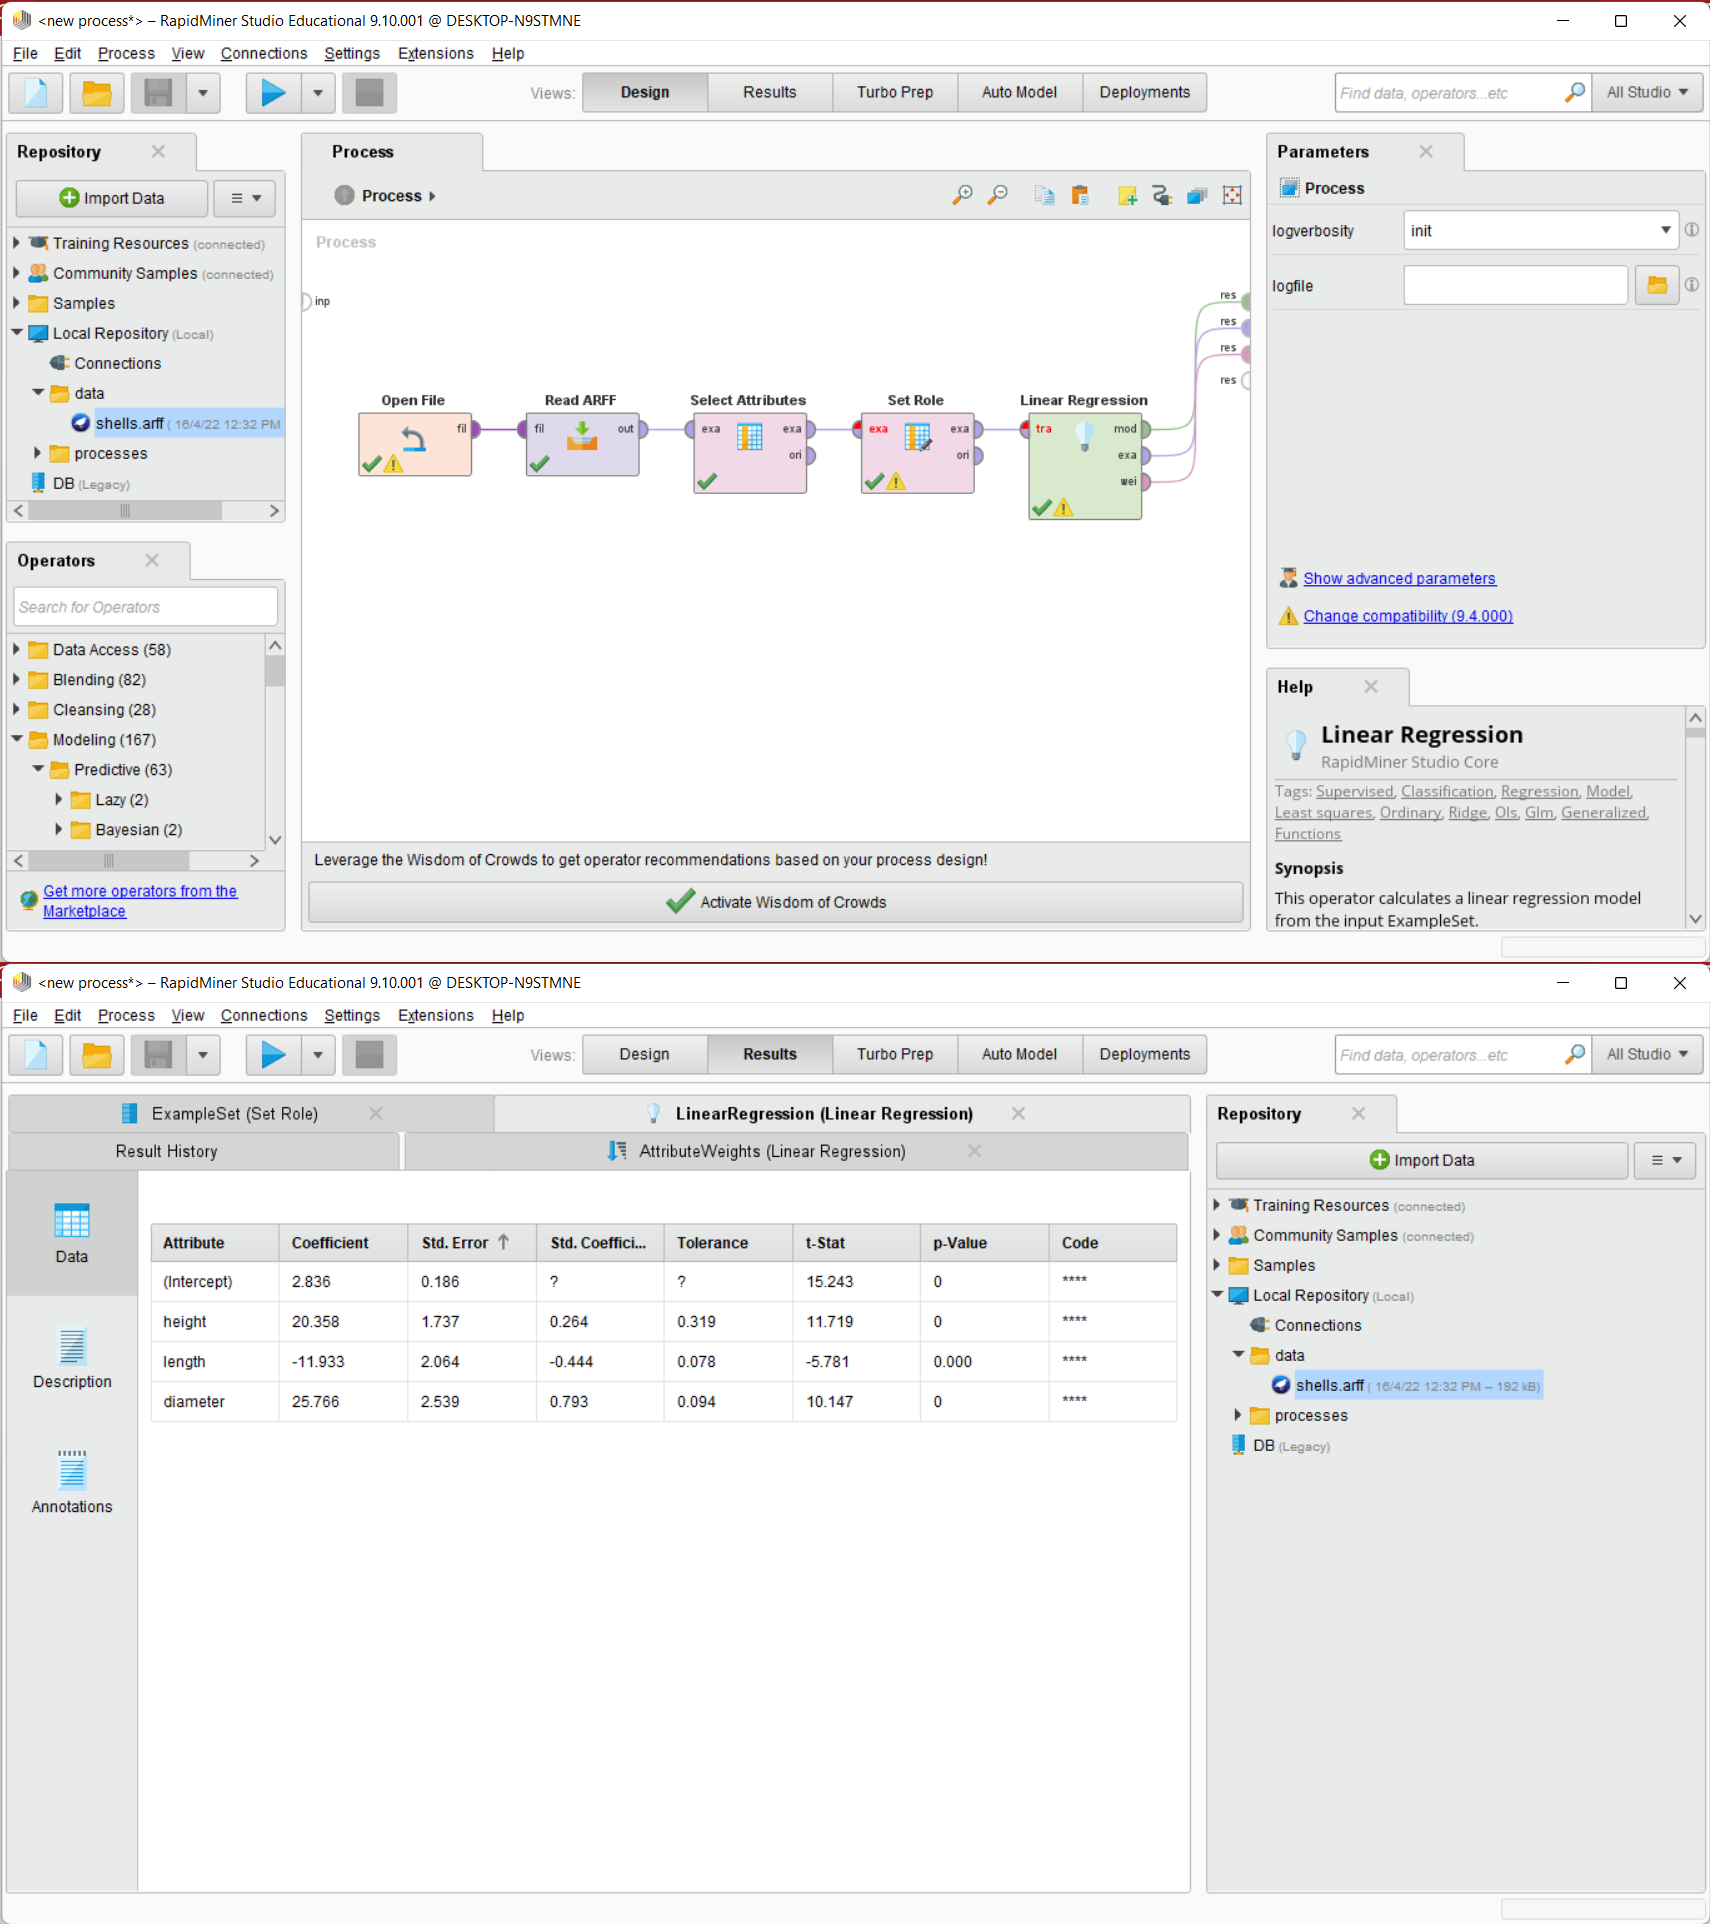 <new process*> – RapidMiner Studio Educational 9.10.001 @ DESKTOP-N9STMNE
File Edit Process View Connections Settings Extensions Help
Views: Design Results Turbo Prep Auto Model Deployments
Find data, operators...etc All Studio
Repository
Import Data
Training Resources (connected)
Community Samples (connected)
Samples
Local Repository (Local)
Connections
data
shells.arff ( 16/4/22 12:32 PM
processes
DB (Legacy)
Operators
Search for Operators
Data Access (58)
Blending (82)
Cleansing (28)
Modeling (167)
Predictive (63)
Lazy (2)
Bayesian (2)
Get more operators from the
Marketplace
Process
Process
Process
inp
res
res
res
res
Open File
fil
Read ARFF
fil out
Select Attributes
exa exa
ori
Set Role
exa exa
ori
Linear Regression
tra mod
exa
wei
Leverage the Wisdom of Crowds to get operator recommendations based on your process design!
Activate Wisdom of Crowds
Parameters
Process
logverbosity init
logfile
Show advanced parameters
Change compatibility (9.4.000)
Help
Linear Regression
RapidMiner Studio Core
Tags: Supervised, Classification, Regression, Model,
Least squares, Ordinary, Ridge, Ols, Glm, Generalized,
Functions
Synopsis
This operator calculates a linear regression model
from the input ExampleSet.
<new process*> – RapidMiner Studio Educational 9.10.001 @ DESKTOP-N9STMNE
File Edit Process View Connections Settings Extensions Help
Views: Design Results Turbo Prep Auto Model Deployments
Find data, operators...etc All Studio
ExampleSet (Set Role) LinearRegression (Linear Regression)
Result History AttributeWeights (Linear Regression)
Data
Description
Annotations
Attribute Coefficient Std. Error Std. Coeffici... Tolerance t-Stat p-Value Code
(Intercept) 2.836 0.186 ? ? 15.243 0 ****
height 20.358 1.737 0.264 0.319 11.719 0 ****
length -11.933 2.064 -0.444 0.078 -5.781 0.000 ****
diameter 25.766 2.539 0.793 0.094 10.147 0 ****
Repository
Import Data
Training Resources (connected)
Community Samples (connected)
Samples
Local Repository (Local)
Connections
data
shells.arff ( 16/4/22 12:32 PM – 192 kB)
processes
DB (Legacy)